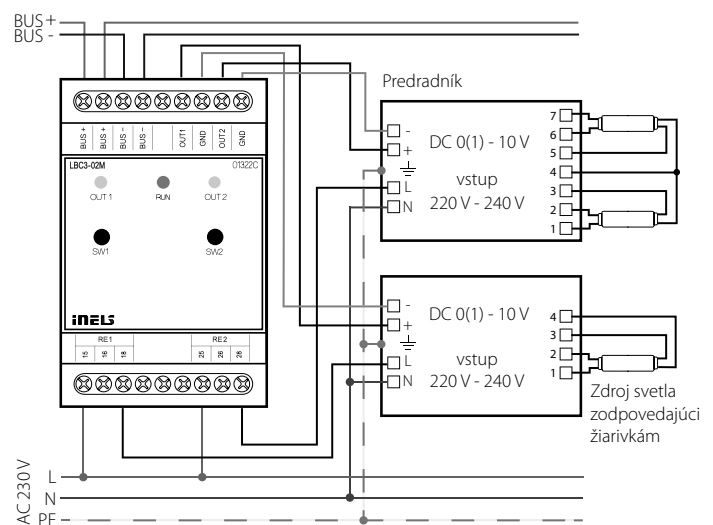 BUS +
BUS -
Predradník
BUS +
BUS +
BUS -
BUS -
OUT1
GND
OUT2
GND
LBC3-02M
01322C
OUT 1
RUN
OUT 2
SW1
SW2
iNELS
RE1
RE2
15
16
18
25
26
28
-
+
L
N
DC 0(1) - 10 V
vstup
220 V - 240 V
7
6
5
4
3
2
1
-
+
L
N
DC 0(1) - 10 V
vstup
220 V - 240 V
4
3
2
1
Zdroj svetla
zodpovedajúci
žiarivkám
AC 230 V
L
N
PE